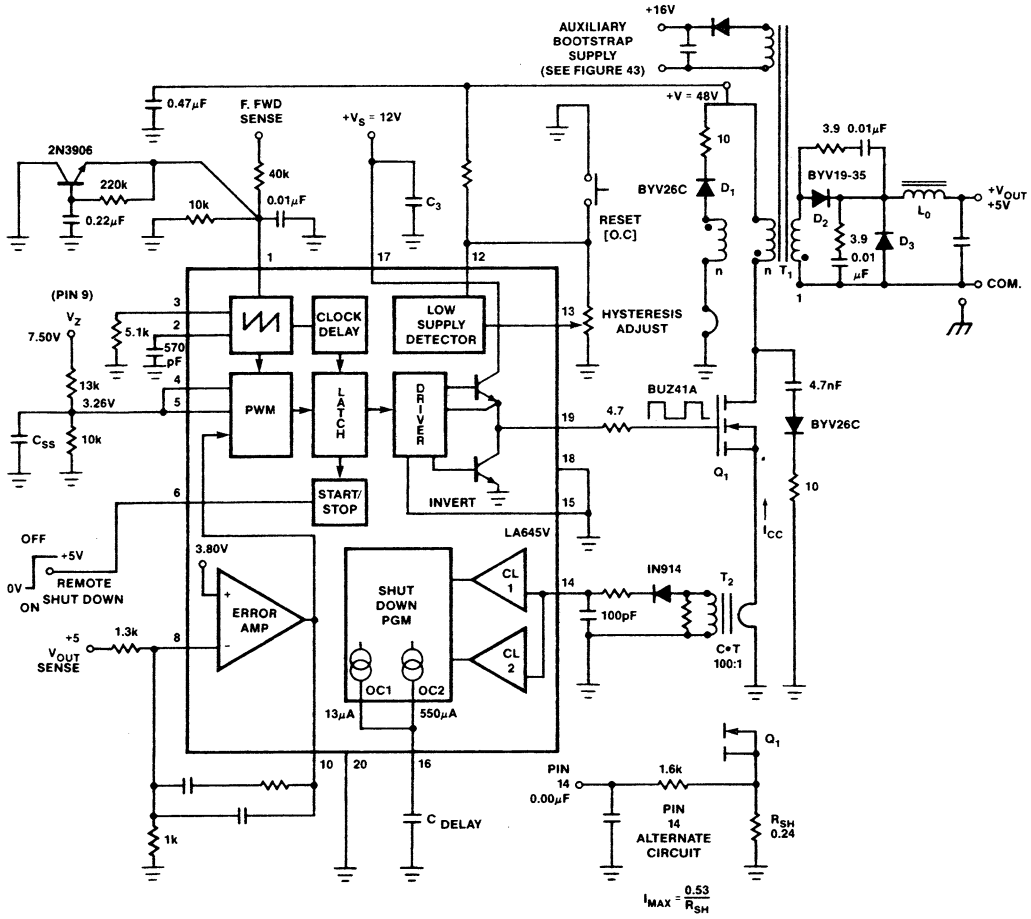 +16V
AUXILIARY
BOOTSTRAP
SUPPLY
(SEE FIGURE 43)
+V = 48V
0.47µF
F. FWD
SENSE
+VS = 12V
2N3906
220k
0.22µF
40k
10k
0.01µF
C3
RESET
[O.C]
10
BYV26C
D1
n
n
T1
1
3.9 0.01µF
BYV19-35
D2
3.9
0.01
µF
D3
L0
+VOUT
+5V
COM.
1
17
12
(PIN 9)
VZ
7.50V
3
2
5.1k
570
pF
13k
3.26V
4
5
CSS
10k
6
CLOCK
DELAY
LOW
SUPPLY
DETECTOR
13
HYSTERESIS
ADJUST
PWM
LATCH
DRIVER
START/
STOP
INVERT
19
4.7
BUZ41A
Q1
18
15
4.7nF
BYV26C
10
ICC
LA645V
OFF
+5V
0V
ON
REMOTE
SHUT DOWN
3.80V
+
ERROR
AMP
-
+5
VOUT
SENSE
1.3k
8
SHUT
DOWN
PGM
OC1
OC2
13µA
550µA
CL
1
CL
2
14
100pF
IN914
T2
C•T
100:1
10
20
16
1k
C DELAY
Q1
PIN
14
0.00µF
1.6k
PIN
14
ALTERNATE
CIRCUIT
RSH
0.24
IMAX = 0.53
RSH